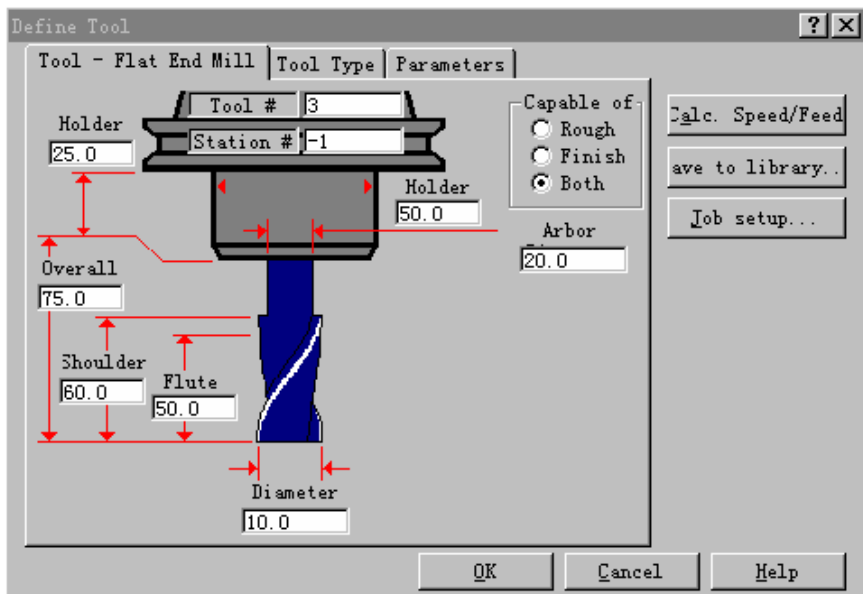 Define Tool
Tool - Flat End Mill
Tool Type
Parameters
Tool # 3
Station # -1
Holder
25.0
Holder
50.0
Capable of
Rough
Finish
Both
Arbor
20.0
Overall
75.0
Shoulder
60.0
Flute
50.0
Diameter
10.0
Calc. Speed/Feed
ave to library..
Job setup...
OK
Cancel
Help